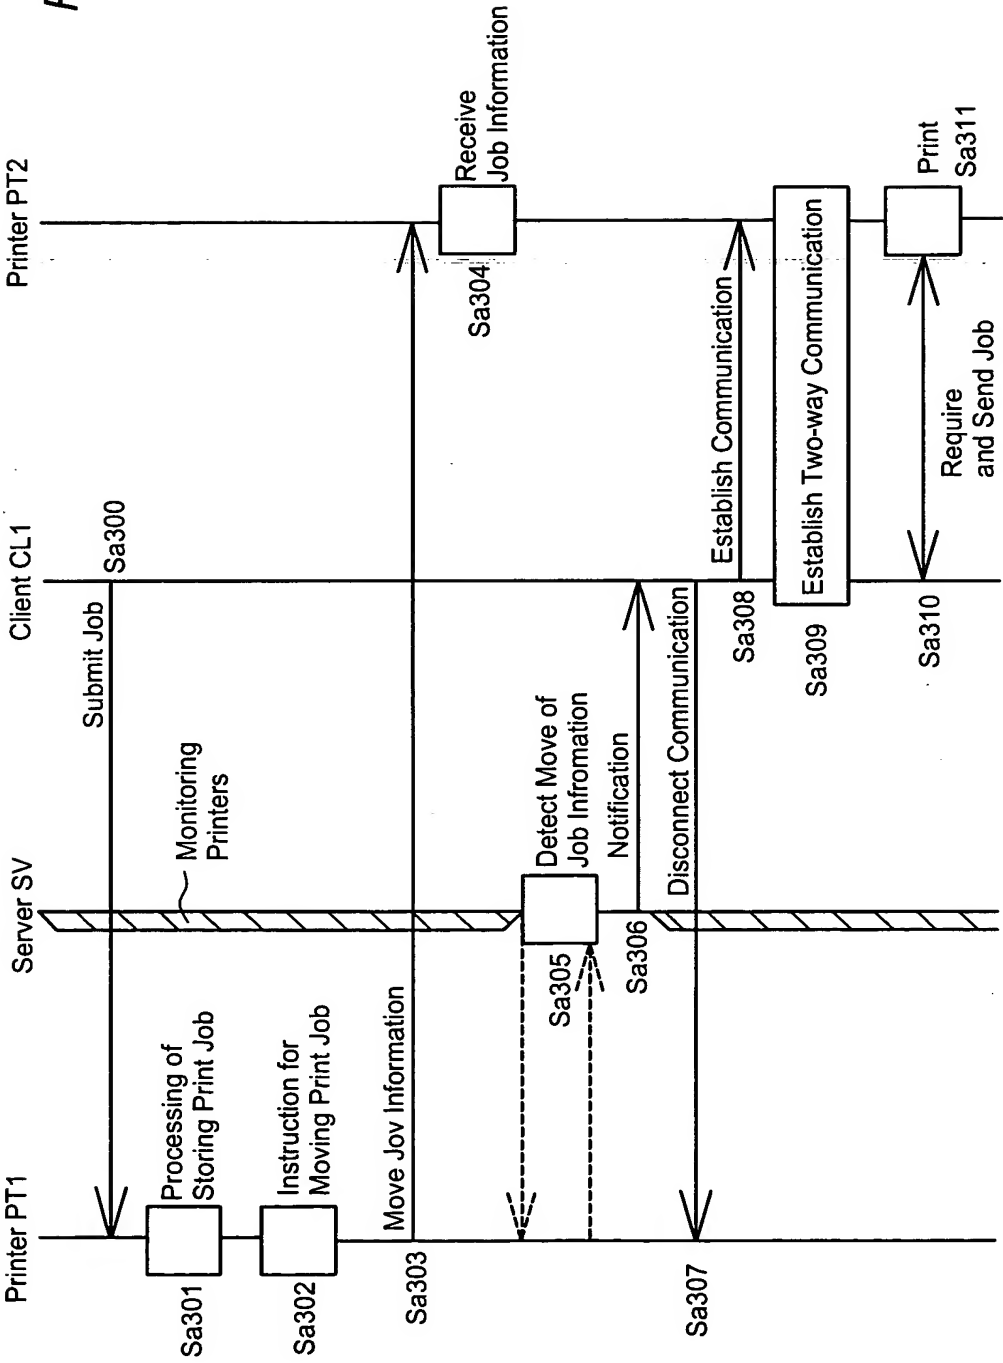 Printer PT1
Server SV
Client CL1
Printer PT2
Submit Job
Sa300
Monitoring
Printers
Processing of
Storing Print Job
Sa301
Instruction for
Moving Print Job
Sa302
Move Jov Information
Sa303
Receive
Job Information
Sa304
Detect Move of
Job Infromation
Sa305
Notification
Sa306
Disconnect Communication
Sa307
Establish Communication
Sa308
Establish Two-way Communication
Sa309
Require
and Send Job
Sa310
Print
Sa311